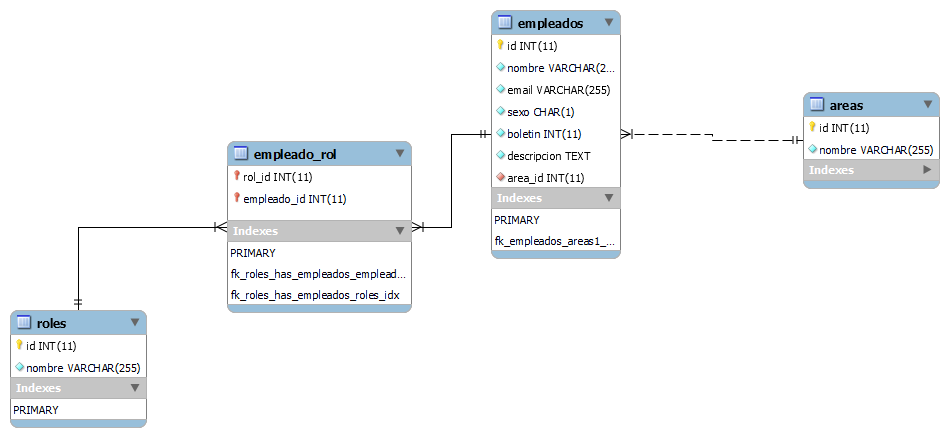 empleados
id INT(11)
nombre VARCHAR(2...
email VARCHAR(255)
sexo CHAR(1)
boletin INT(11)
descripcion TEXT
area_id INT(11)
Indexes
PRIMARY
fk_empleados_areas1_...
areas
id INT(11)
nombre VARCHAR(255)
Indexes
empleado_rol
rol_id INT(11)
empleado_id INT(11)
Indexes
PRIMARY
fk_roles_has_empleados_emplead...
fk_roles_has_empleados_roles_idx
roles
id INT(11)
nombre VARCHAR(255)
Indexes
PRIMARY